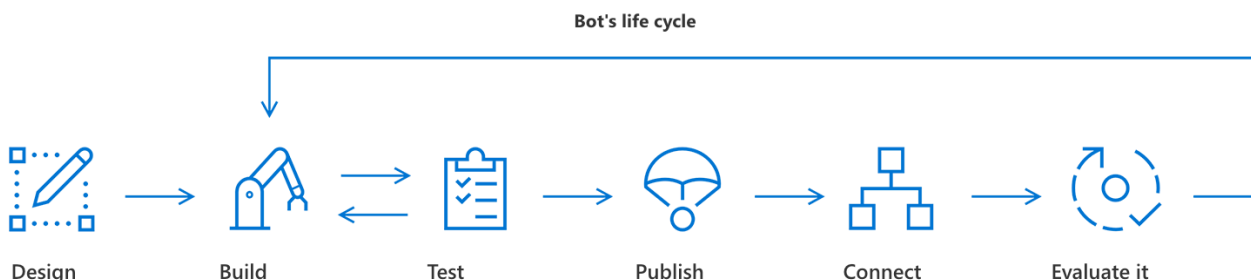 Bot's life cycle
Design
Build
Test
Publish
Connect
Evaluate it